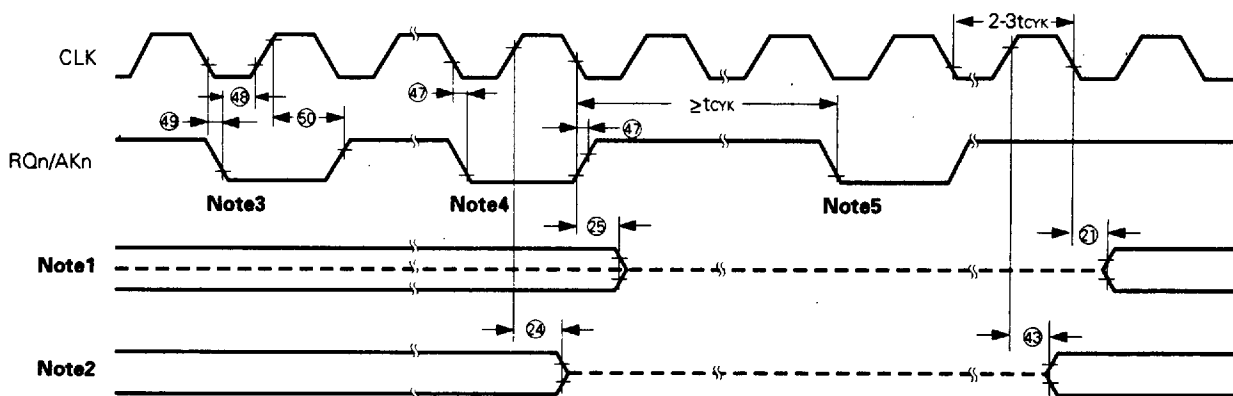 CLK
2-3tCYK
㊽
㊼
㊾
㊿
≥tCYK
㊼
RQn/AKn
Note3
Note4
Note5
㉕
㉑
Note1
㉔
㊸
Note2